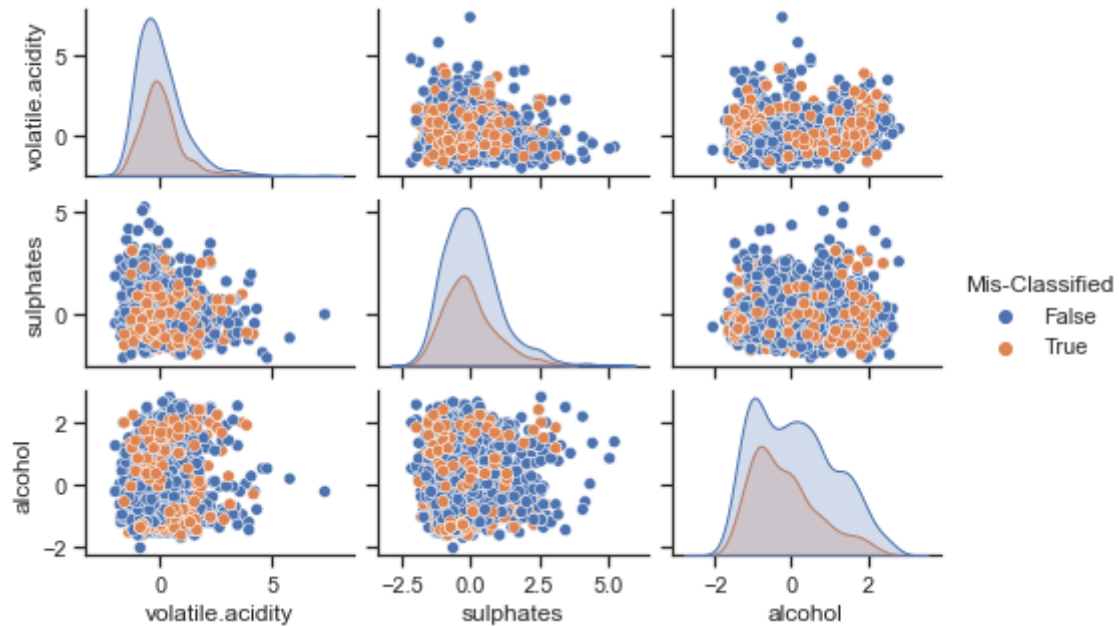 volatile.acidity
5
0
sulphates
5
0
Mis-Classified
False
True
alcohol
2
0
−2
0 5
−2.5 0.0 2.5 5.0
−2 0 2
volatile.acidity sulphates alcohol